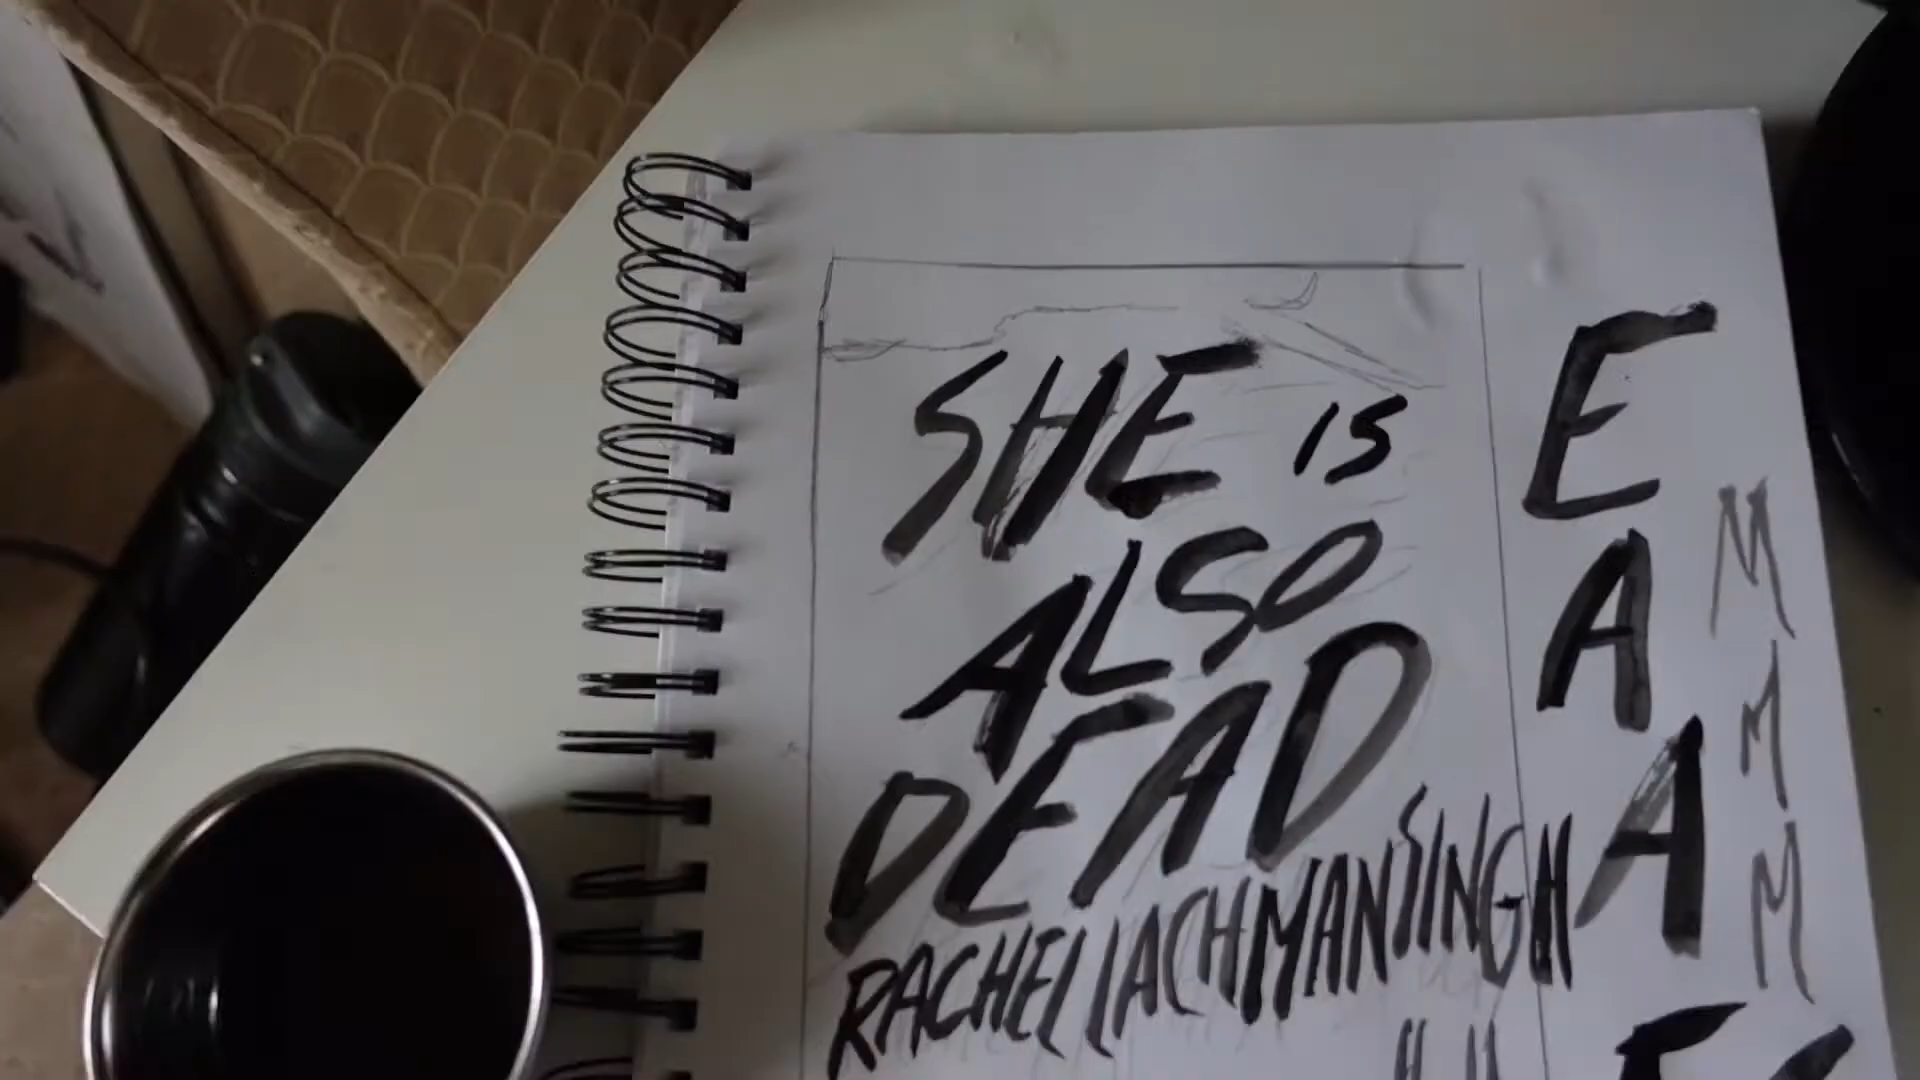 SHE IS
ALSO
DEAD
RACHEL LACHMANSINGH
E
A
A
M
M
M